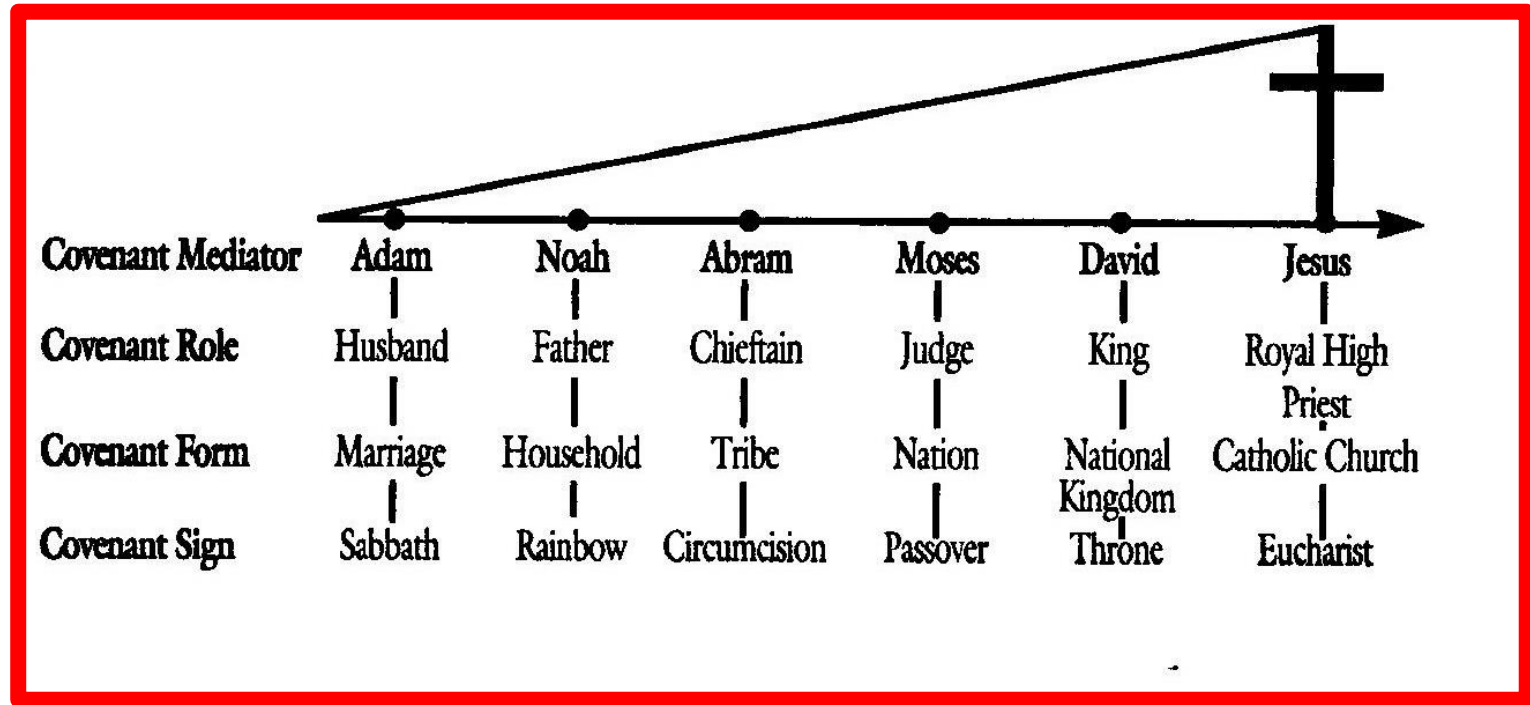 Covenant Mediator Adam Noah Abram Moses David Jesus
Covenant Role Husband Father Chieftain Judge King Royal High
Priest
Covenant Form Marriage Household Tribe Nation National Catholic Church
Kingdom
Covenant Sign Sabbath Rainbow Circumcision Passover Throne Eucharist